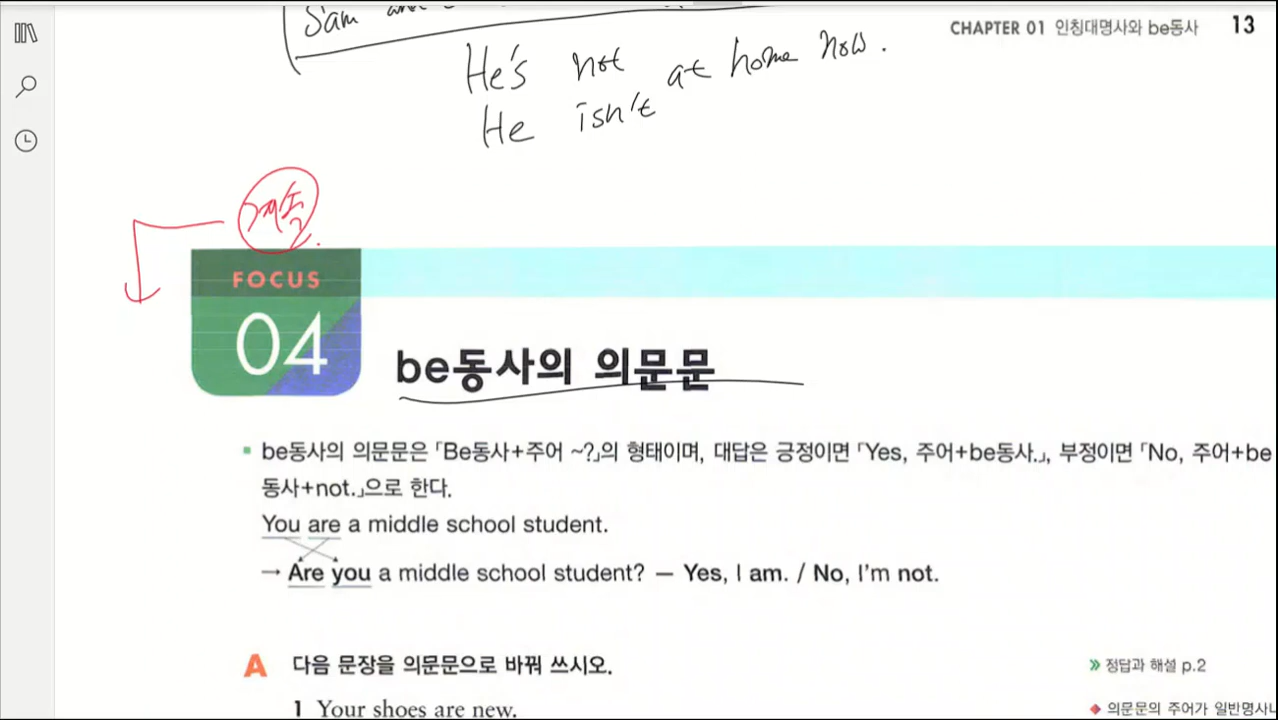 Sam and
CHAPTER 01 인칭대명사와 be동사 13
He's not at home now.
He isn't
FOCUS
04
be동사의 의문문
be동사의 의문문은 「Be동사+주어 ~?」의 형태이며, 대답은 긍정이면 「Yes, 주어+be동사.」, 부정이면 「No, 주어+be
동사+not.」으로 한다.
You are a middle school student.
→ Are you a middle school student? — Yes, I am. / No, I'm not.
A 다음 문장을 의문문으로 바꿔 쓰시오.
» 정답과 해설 p.2
1 Your shoes are new.
의문문의 주어가 일반명사